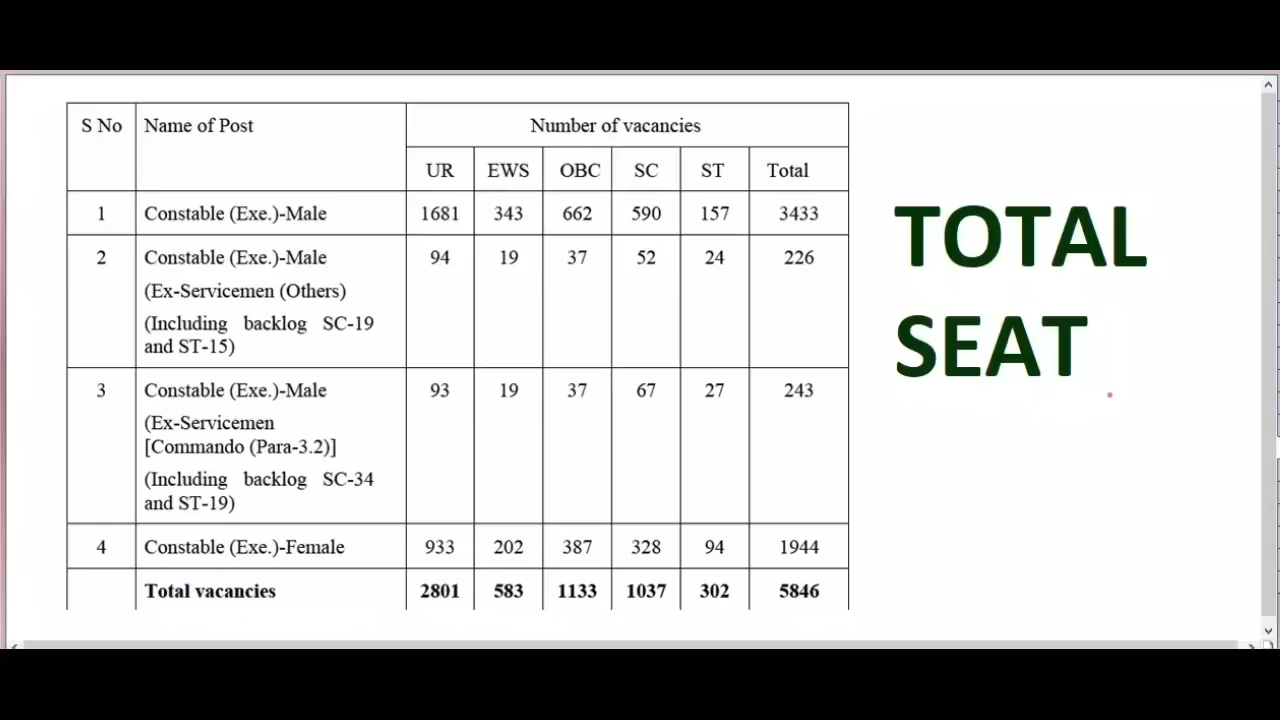 S No Name of Post Number of vacancies
UR EWS OBC SC ST Total
1 Constable (Exe.)-Male 1681 343 662 590 157 3433
2 Constable (Exe.)-Male 94 19 37 52 24 226
(Ex-Servicemen (Others)
(Including backlog SC-19
and ST-15)
3 Constable (Exe.)-Male 93 19 37 67 27 243
(Ex-Servicemen
[Commando (Para-3.2)]
(Including backlog SC-34
and ST-19)
4 Constable (Exe.)-Female 933 202 387 328 94 1944
Total vacancies 2801 583 1133 1037 302 5846
TOTAL
SEAT